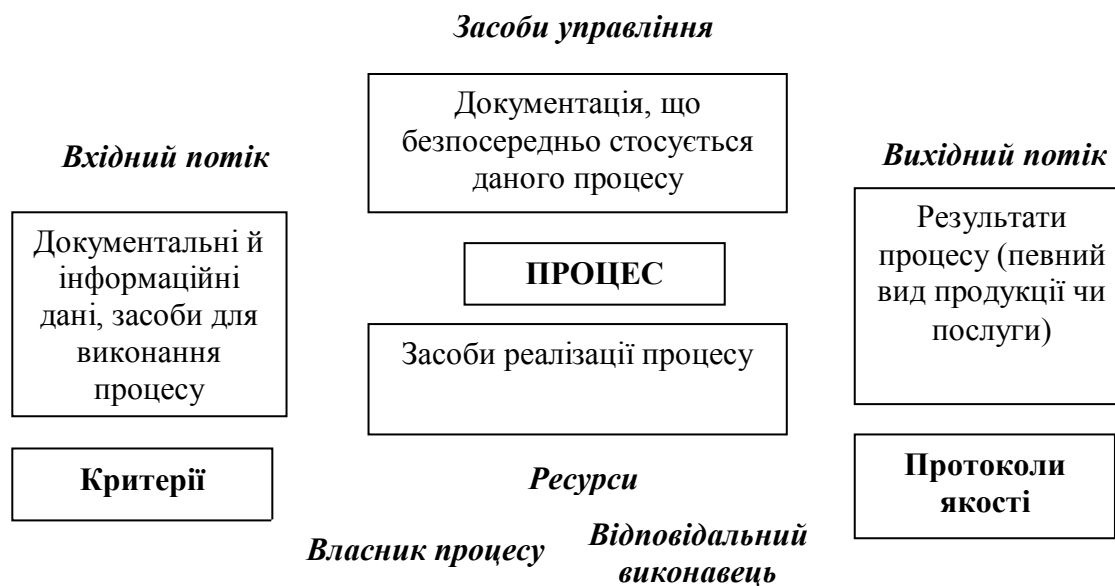 Засоби управління
Документація, що
безпосередньо стосується
даного процесу
Вхідний потік
Вихідний потік
Документальні й
інформаційні
дані, засоби для
виконання
процесу
ПРОЦЕС
Результати
процесу (певний
вид продукції чи
послуги)
Засоби реалізації процесу
Критерії
Ресурси
Протоколи
якості
Власник процесу
Відповідальний
виконавець